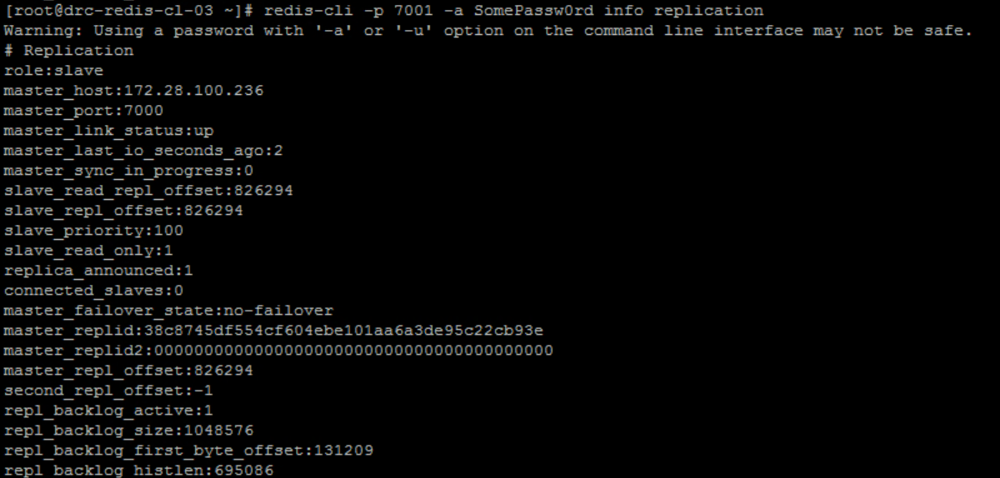 [root@drc-redis-cl-03 ~]# redis-cli -p 7001 -a SomePassw0rd info replication
Warning: Using a password with '-a' or '-u' option on the command line interface may not be safe.
# Replication
role:slave
master_host:172.28.100.236
master_port:7000
master_link_status:up
master_last_io_seconds_ago:2
master_sync_in_progress:0
slave_read_repl_offset:826294
slave_repl_offset:826294
slave_priority:100
slave_read_only:1
replica_announced:1
connected_slaves:0
master_failover_state:no-failover
master_replid:38c8745df554cf604ebe101aa6a3de95c22cb93e
master_replid2:0000000000000000000000000000000000000000
master_repl_offset:826294
second_repl_offset:-1
repl_backlog_active:1
repl_backlog_size:1048576
repl_backlog_first_byte_offset:131209
repl_backlog_histlen:695086